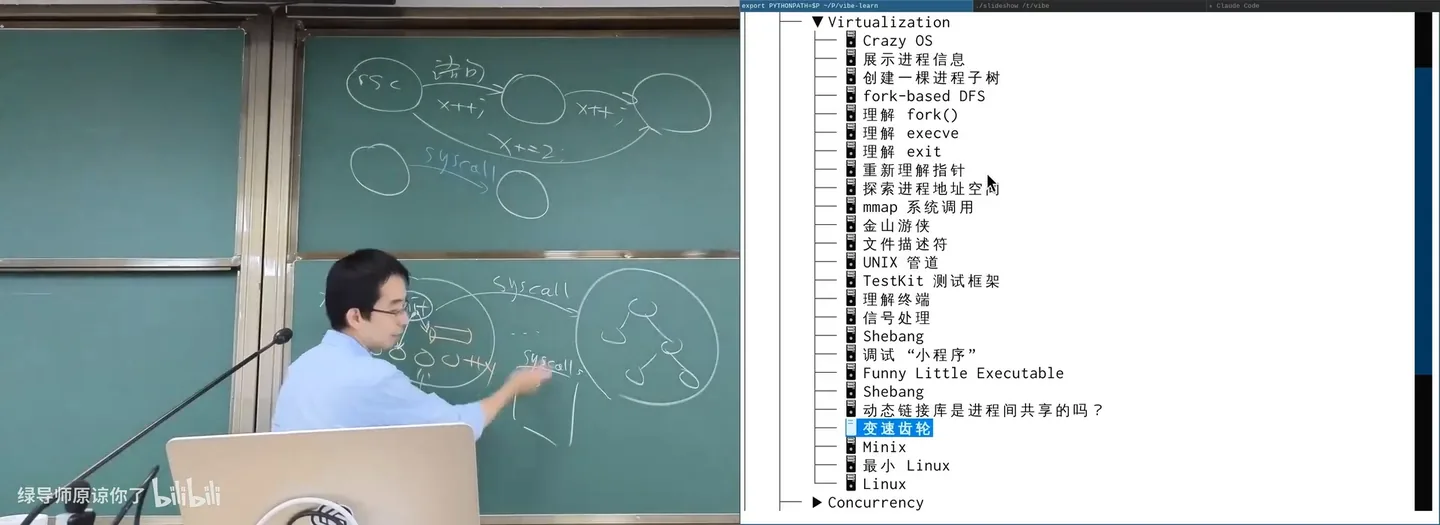 访问
rsc
x++;
x++;
x+=2;
syscall
syscall
...
syscall
绿导师原谅你了 bilibili
export PYTHONPATH=$P ~/P/vibe-learn
./slideshow /t/vibe
Claude Code
▼ Virtualization
Crazy OS
展示进程信息
创建一棵进程子树
fork-based DFS
理解 fork()
理解 execve
理解 exit
重新理解指针
探索进程地址空间
mmap 系统调用
金山游侠
文件描述符
UNIX 管道
TestKit 测试框架
理解终端
信号处理
Shebang
调试 “小程序”
Funny Little Executable
Shebang
动态链接库是进程间共享的吗？
变速齿轮
Minix
最小 Linux
Linux
▶ Concurrency